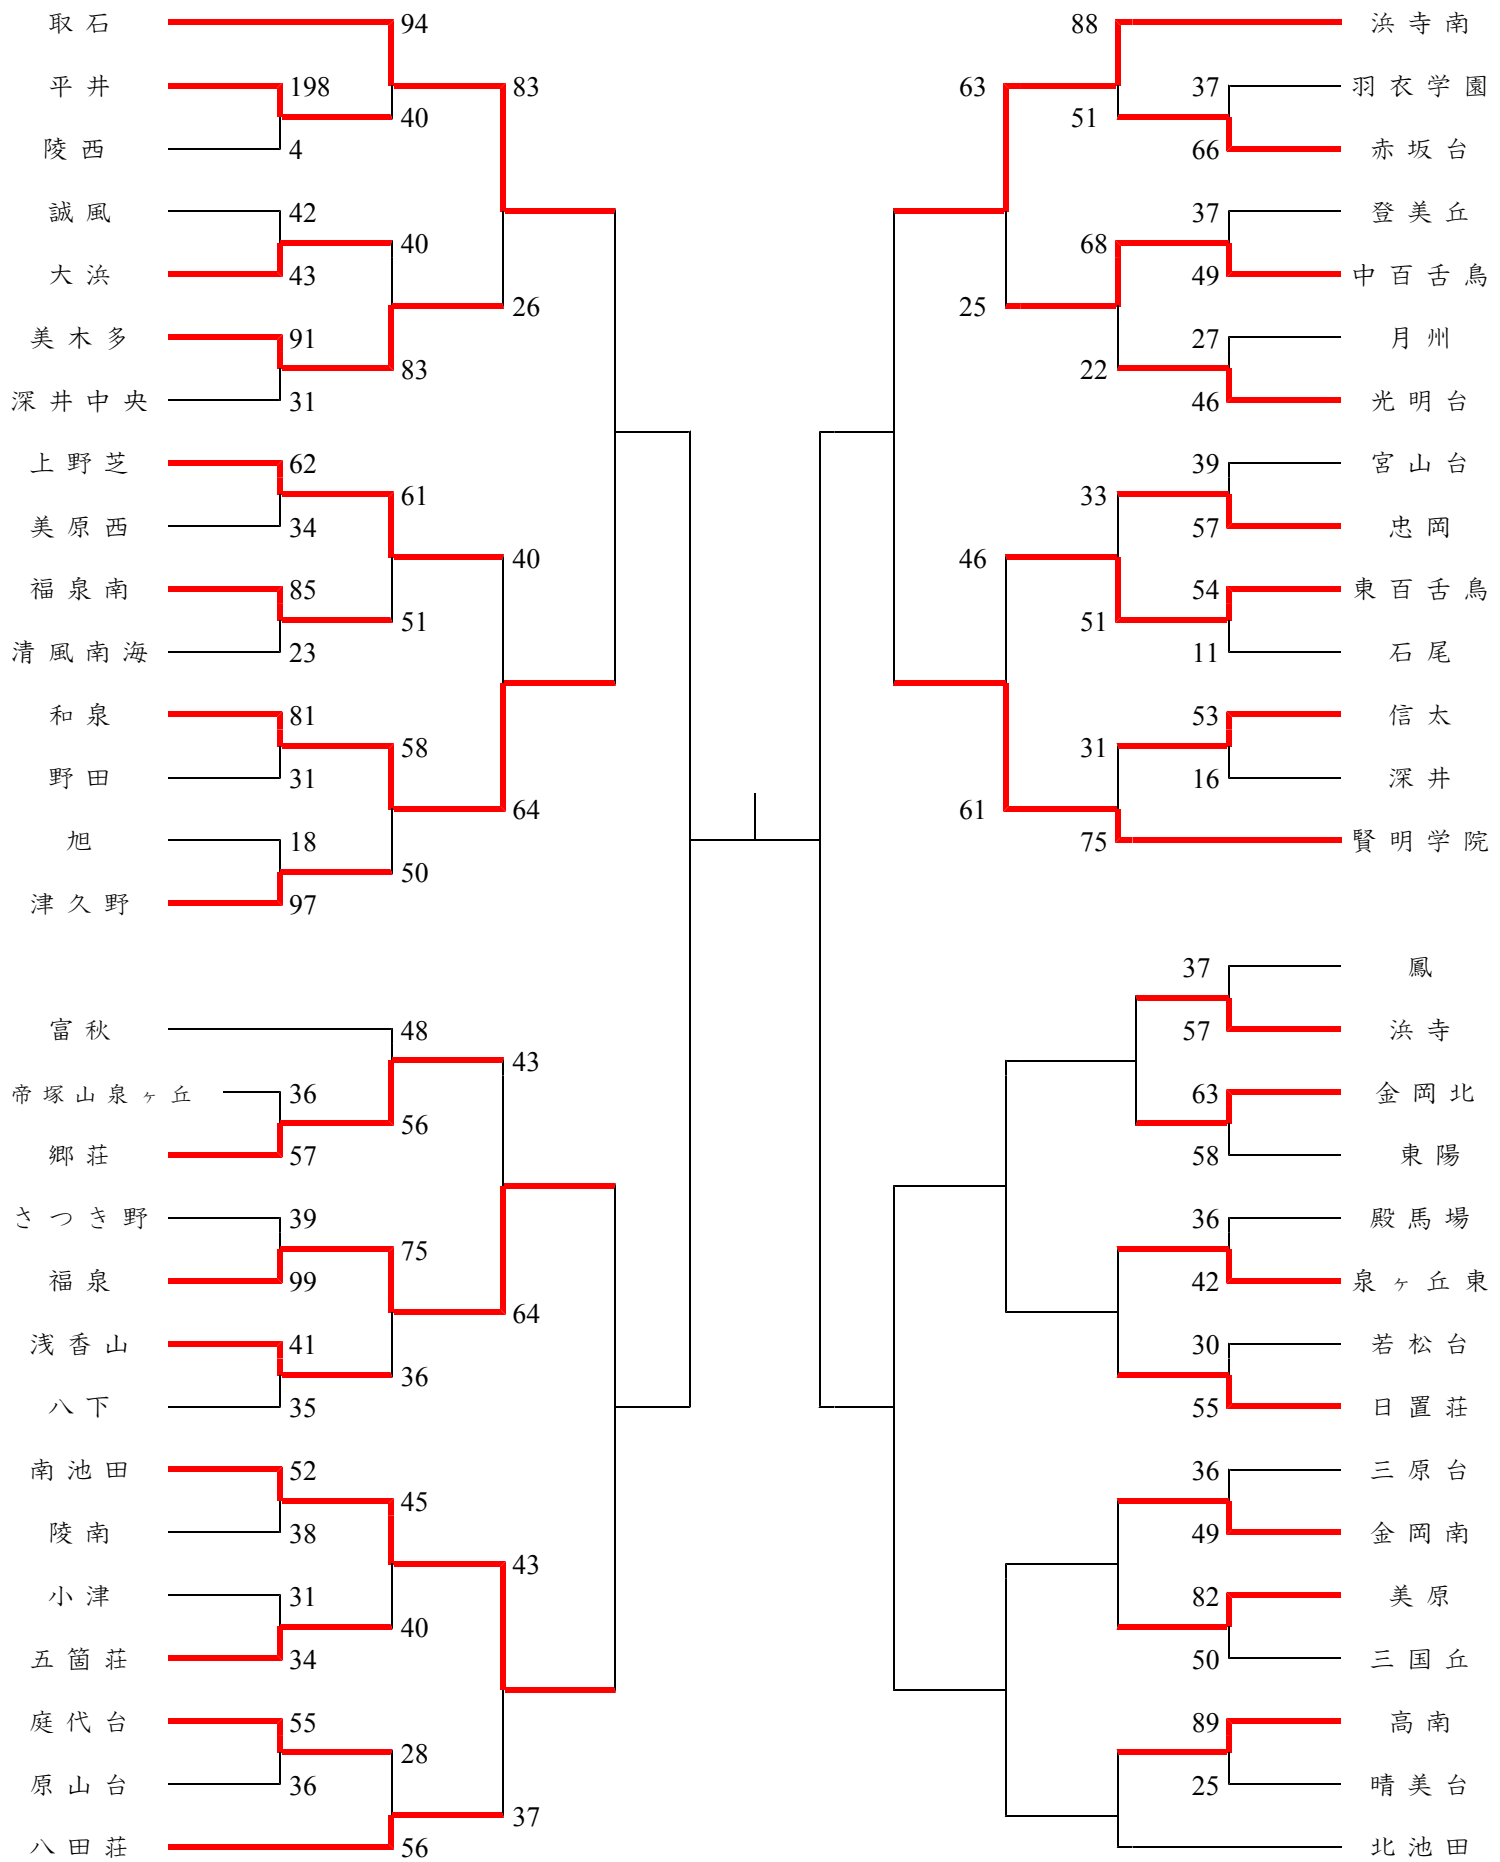 取石 94 88 浜寺南
平井 198 83 63 37 羽衣学園
40 51
陵西 4 66 赤坂台
誠風 42 37 登美丘
40 68
大浜 43 49 中百舌鳥
26 25
美木多 91 27 月州
83 22
深井中央 31 46 光明台
上野芝 62 39 宮山台
61 33
美原西 34 57 忠岡
40 46
福泉南 85 54 東百舌鳥
51 51
清風南海 23 11 石尾
和泉 81 53 信太
58 31
野田 31 16 深井
64 61
旭 18 75 賢明学院
50
津久野 97
37 鳳
富秋 48 57 浜寺
43
帝塚山泉ヶ丘 36 63 金岡北
56
郷荘 57 58 東陽
さつき野 39 36 殿馬場
75
福泉 99 42 泉ヶ丘東
64
浅香山 41 30 若松台
36
八下 35 55 日置荘
南池田 52 36 三原台
45
陵南 38 49 金岡南
43
小津 31 82 美原
40
五箇荘 34 50 三国丘
庭代台 55 89 高南
28
原山台 36 25 晴美台
37
八田荘 56 北池田